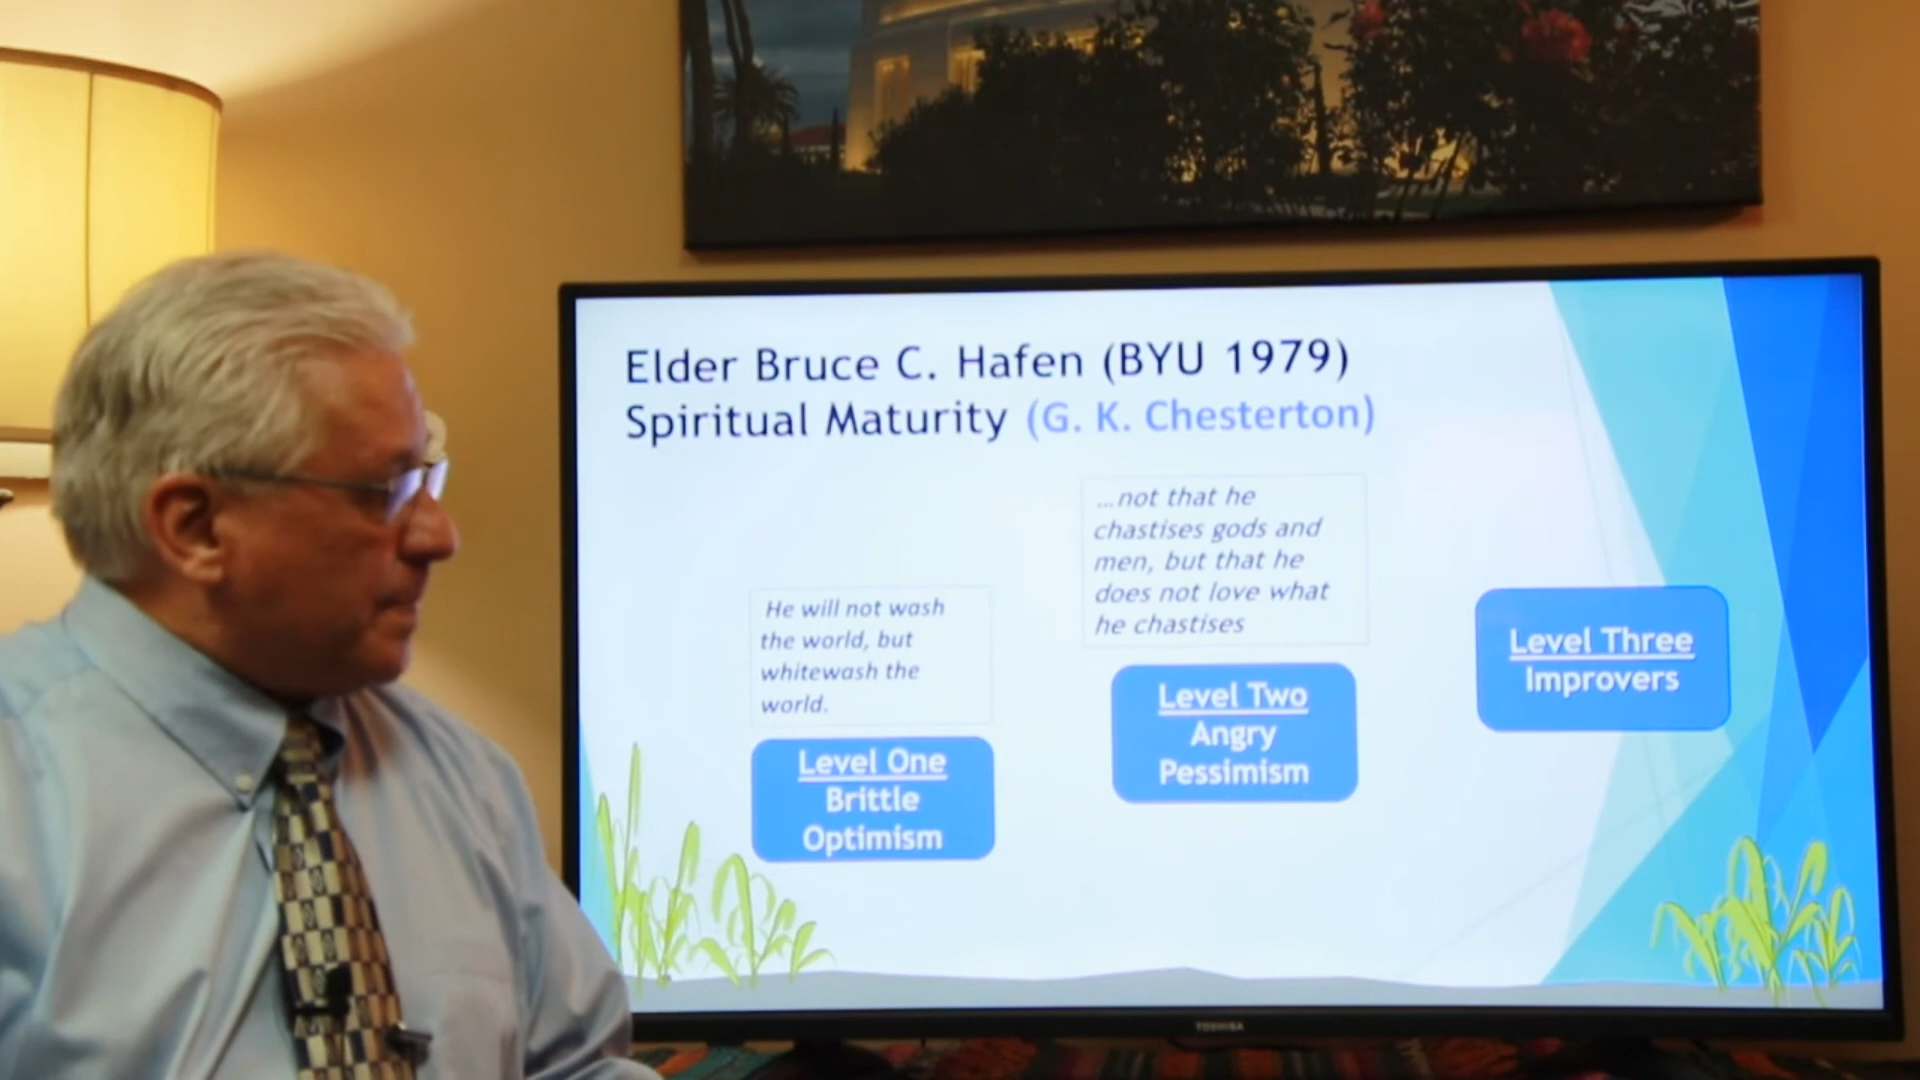 Elder Bruce C. Hafen (BYU 1979)
Spiritual Maturity (G. K. Chesterton)
He will not wash
the world, but
whitewash the
world.
Level One
Brittle
Optimism
...not that he
chastises gods and
men, but that he
does not love what
he chastises
Level Two
Angry
Pessimism
Level Three
Improvers
TOSHIBA